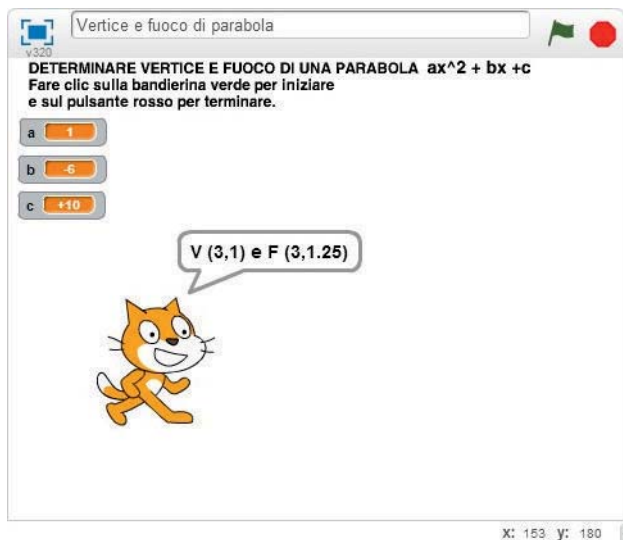 Vertice e fuoco di parabola
v320
DETERMINARE VERTICE E FUOCO DI UNA PARABOLA ax^2 + bx +c
Fare clic sulla bandierina verde per iniziare
e sul pulsante rosso per terminare.
a 1
b -6
c +10
V (3,1) e F (3,1.25)
x: 153 y: 180